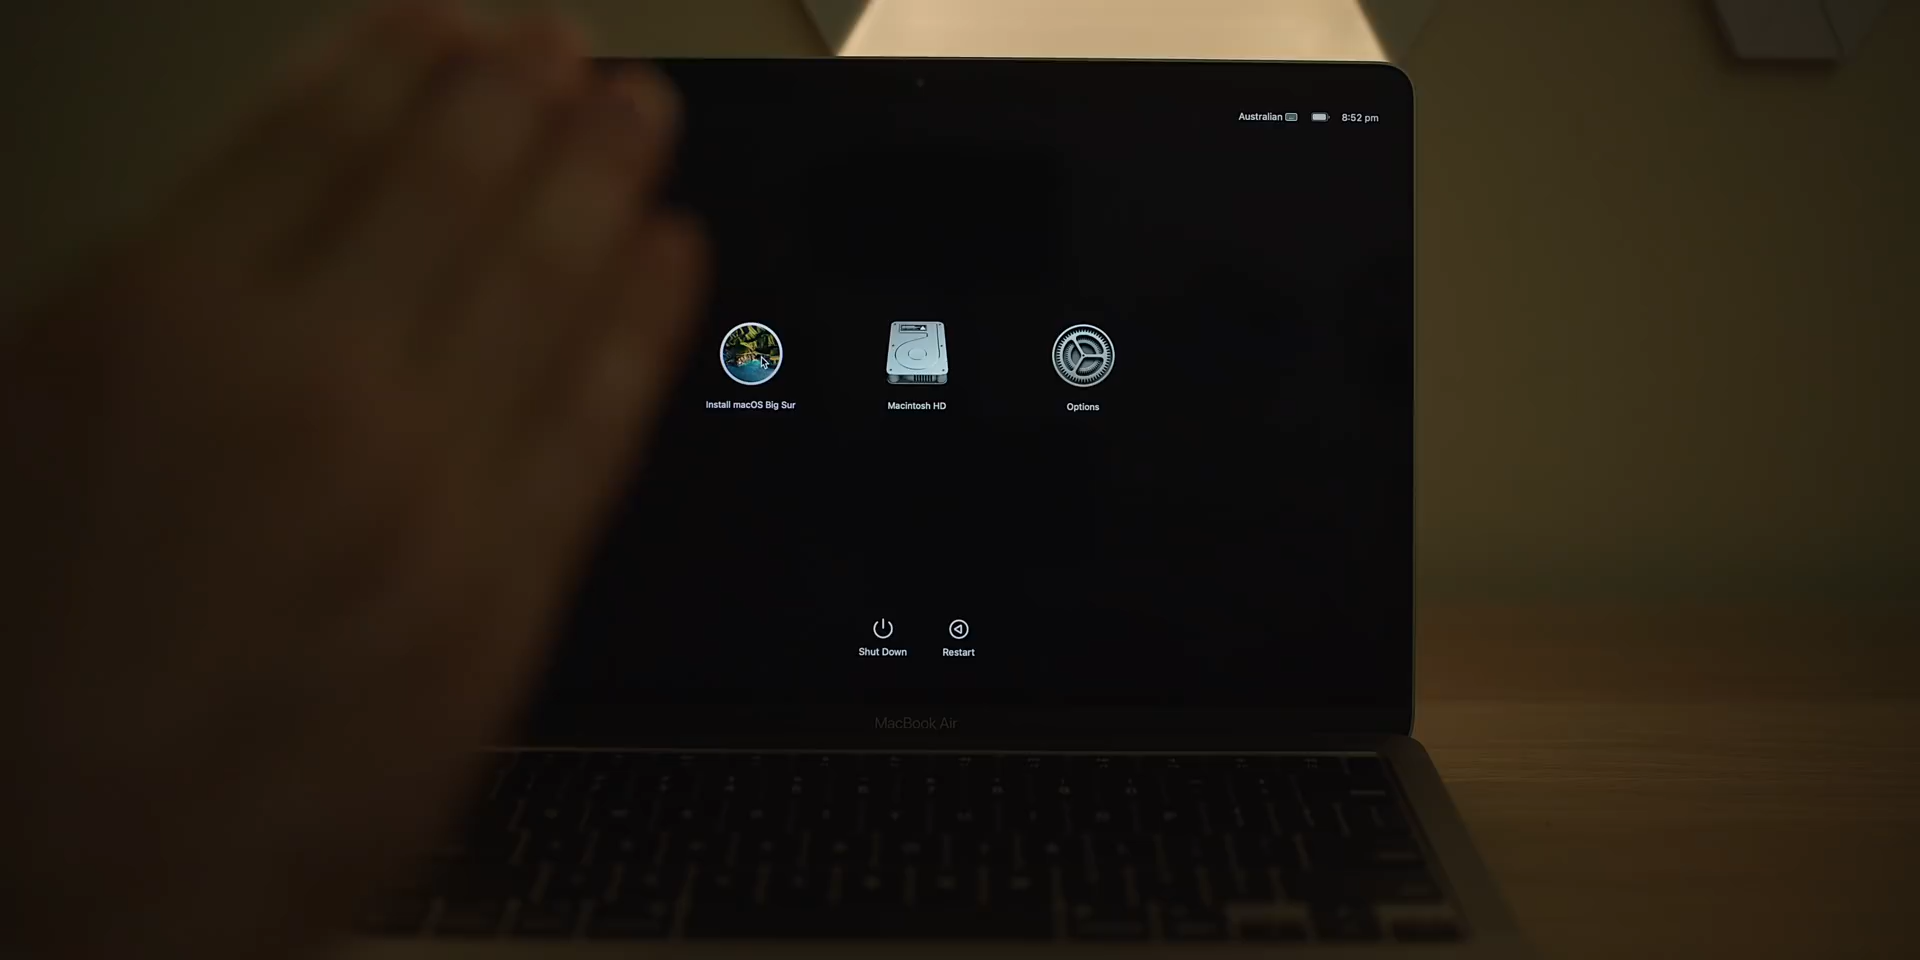 Australian
8:52 pm
Install macOS Big Sur
Macintosh HD
Options
Shut Down
Restart
MacBook Air